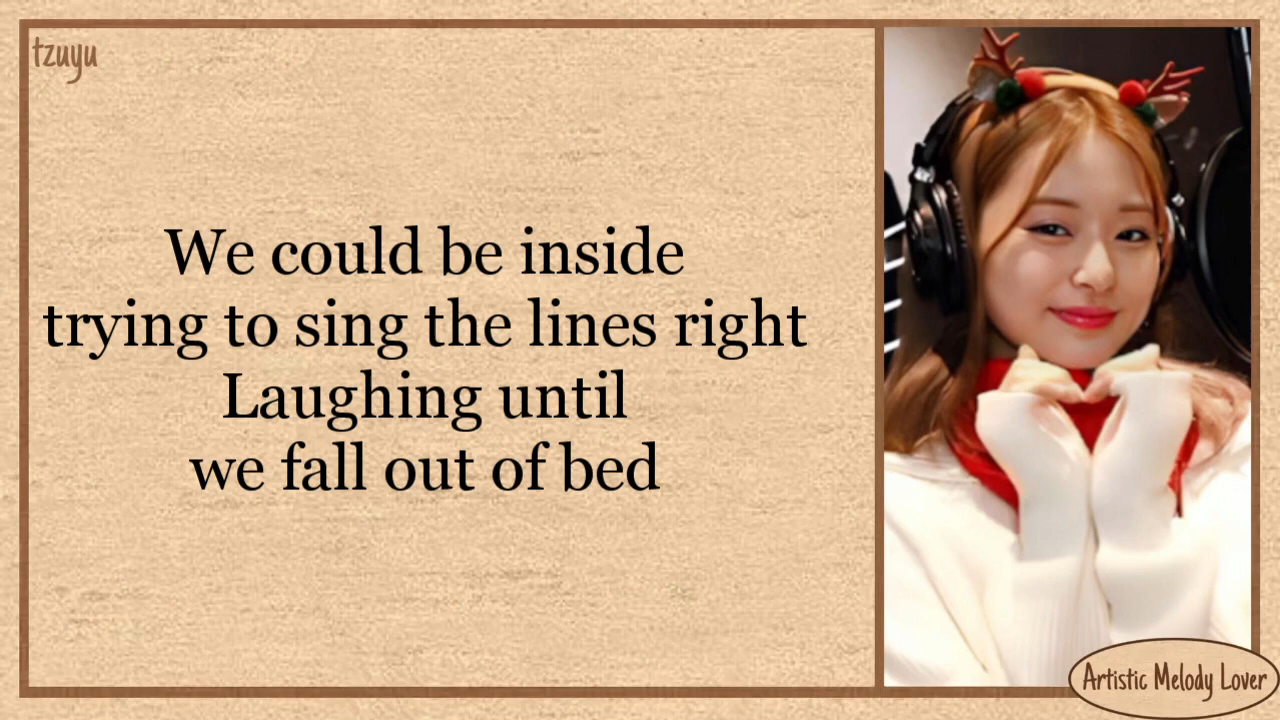 tzuyu
We could be inside
trying to sing the lines right
Laughing until
we fall out of bed
Artistic Melody Lover